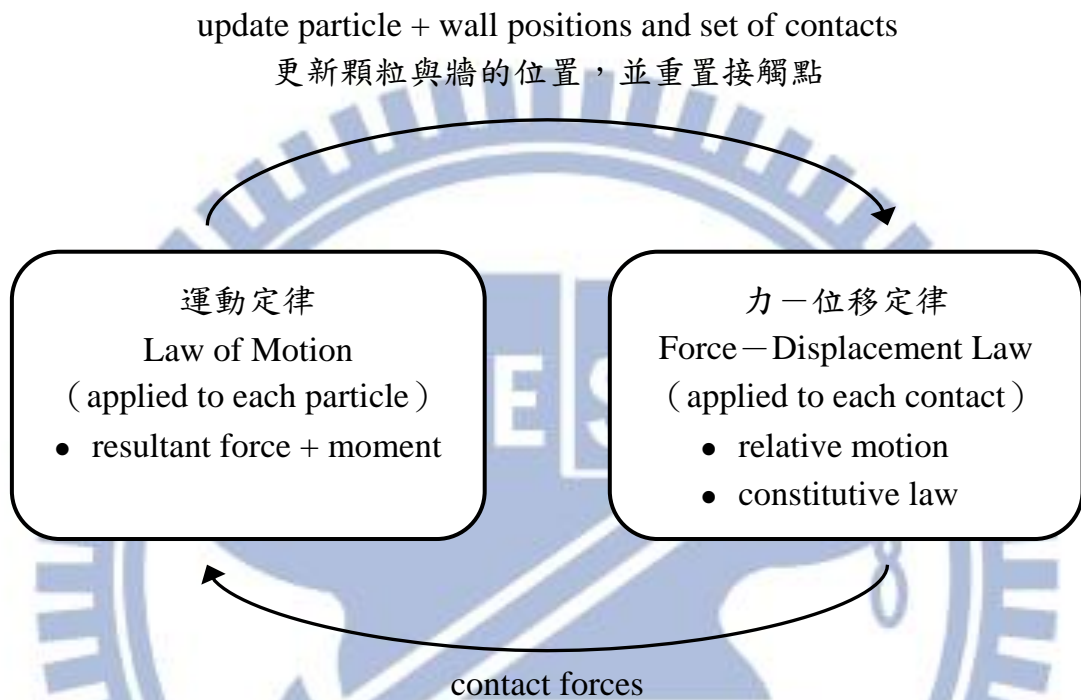 update particle + wall positions and set of contacts
更新顆粒與牆的位置，並重置接觸點
運動定律
Law of Motion
（applied to each particle）
● resultant force + moment
力－位移定律
Force－Displacement Law
（applied to each contact）
● relative motion
● constitutive law
E S
contact forces